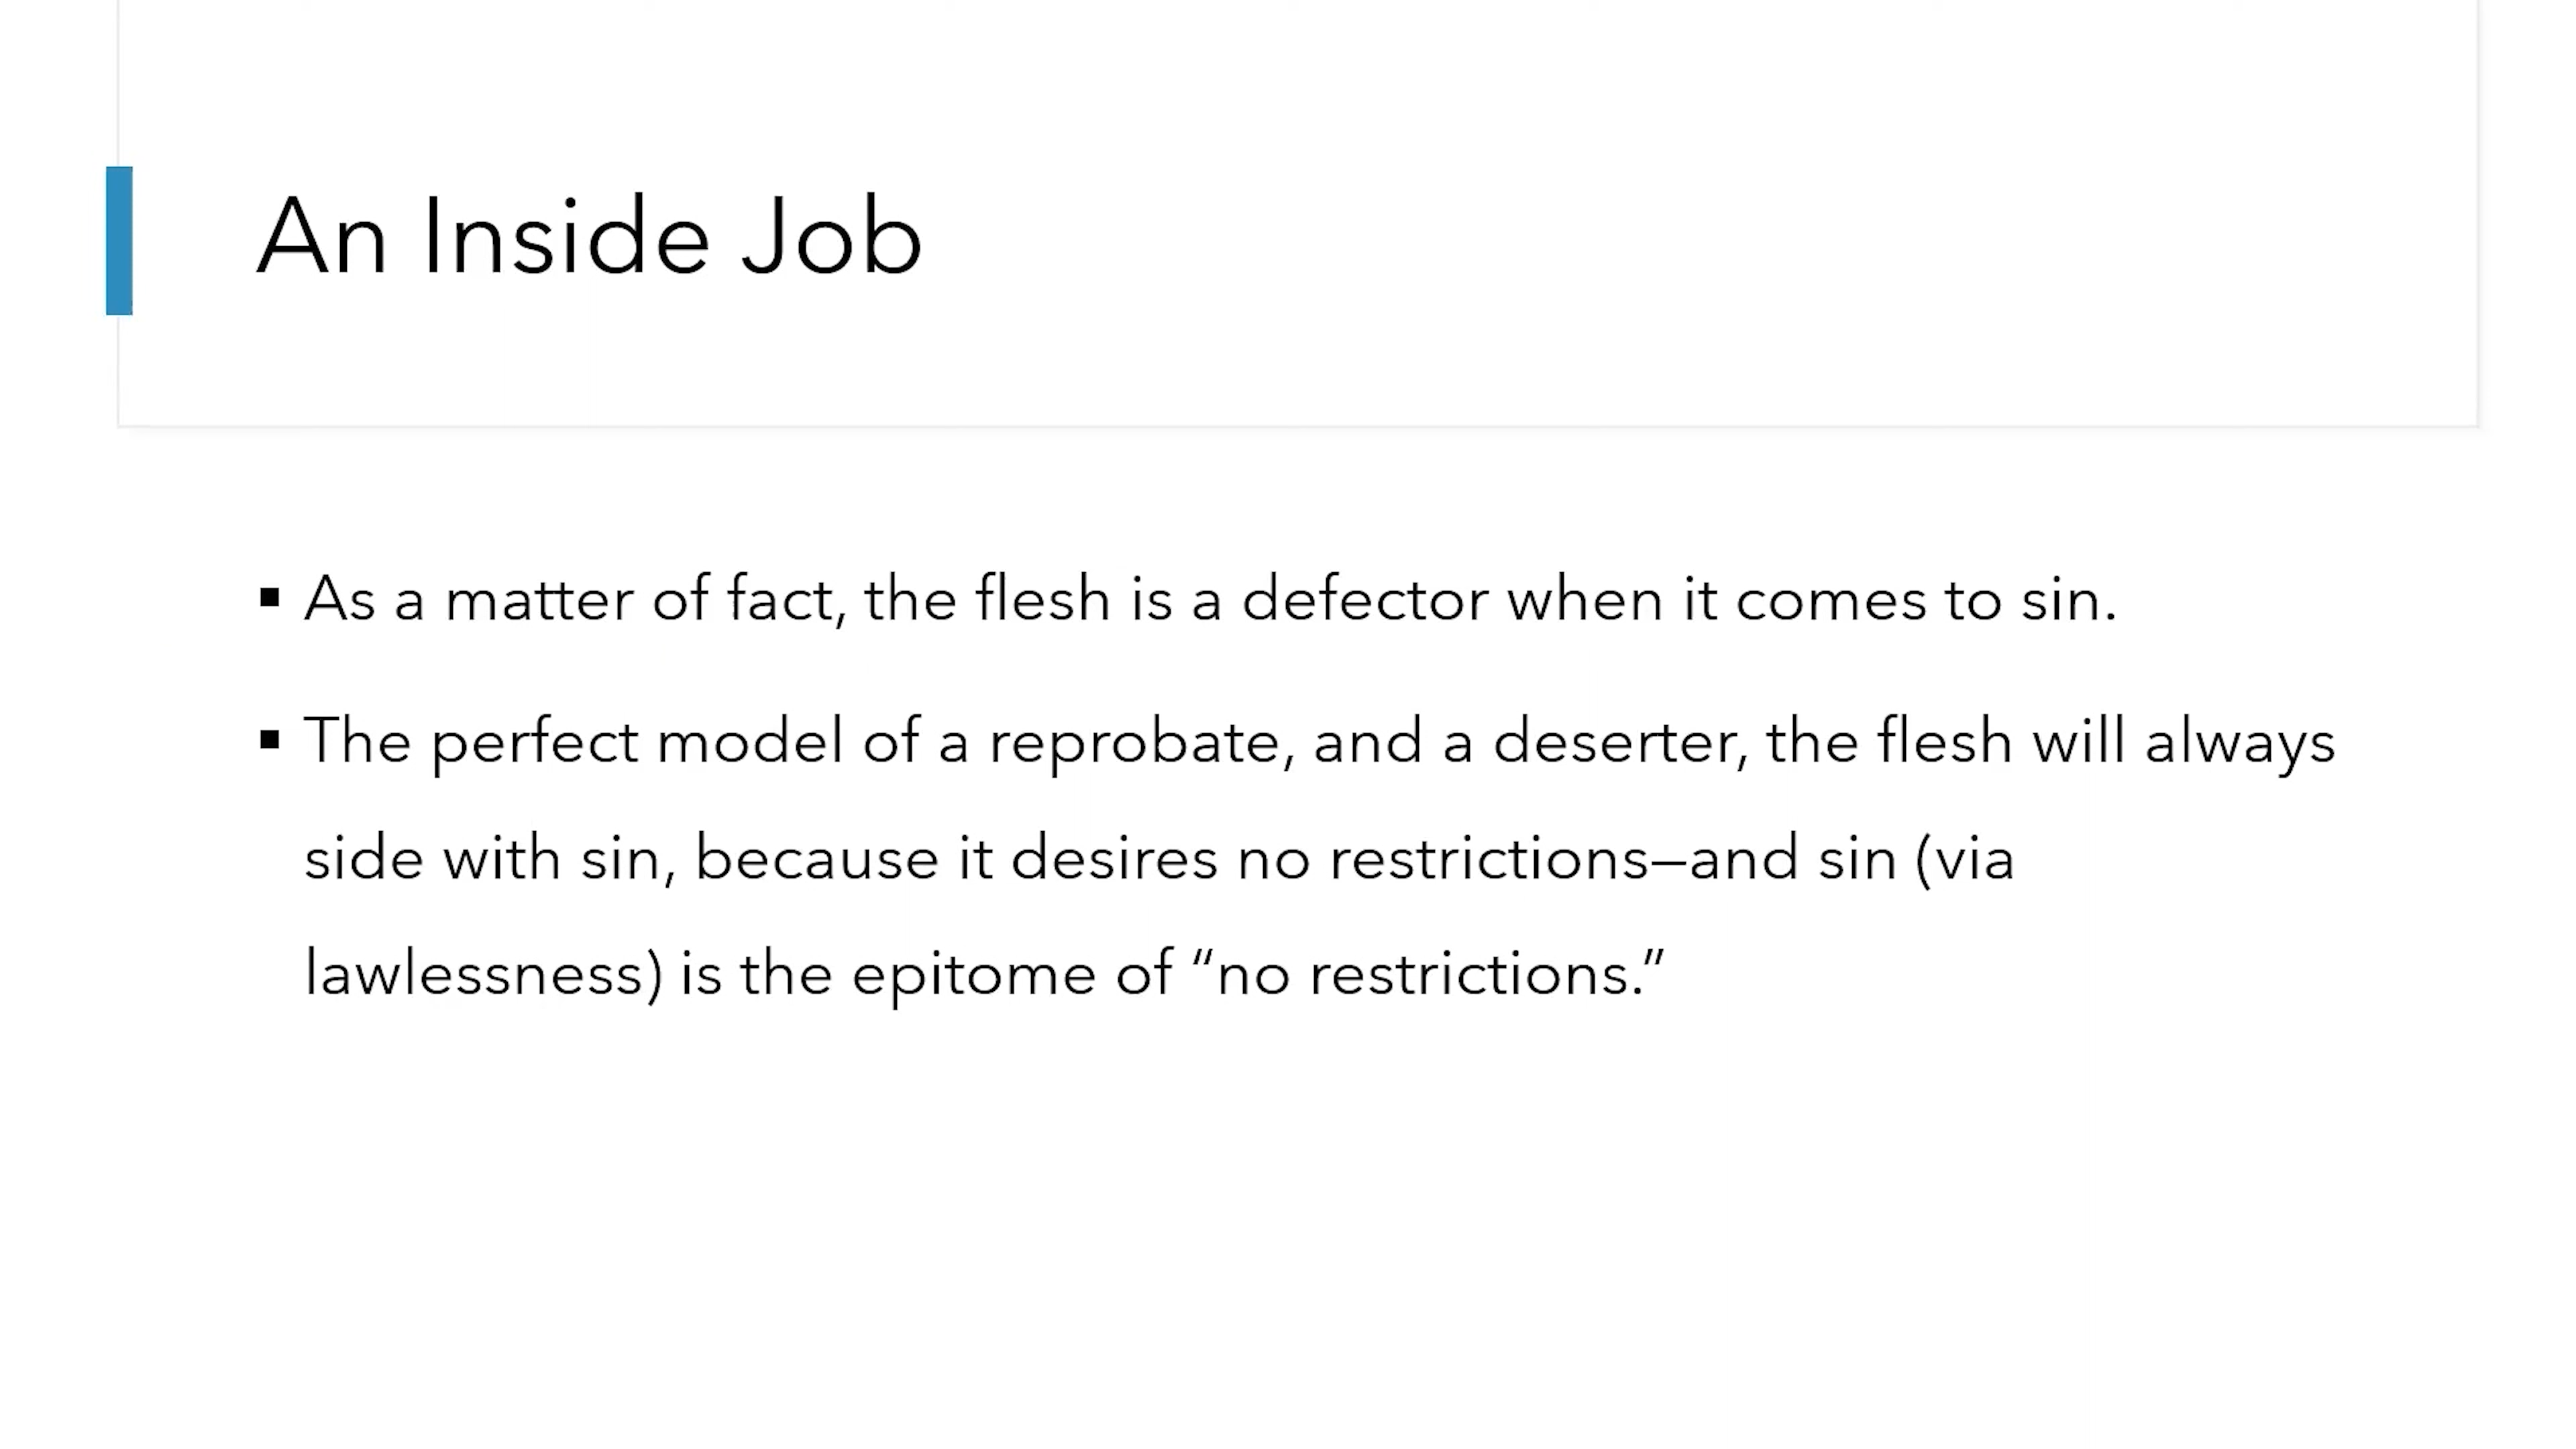 An Inside Job
▪ As a matter of fact, the flesh is a defector when it comes to sin.
▪ The perfect model of a reprobate, and a deserter, the flesh will always
side with sin, because it desires no restrictions—and sin (via
lawlessness) is the epitome of “no restrictions.”